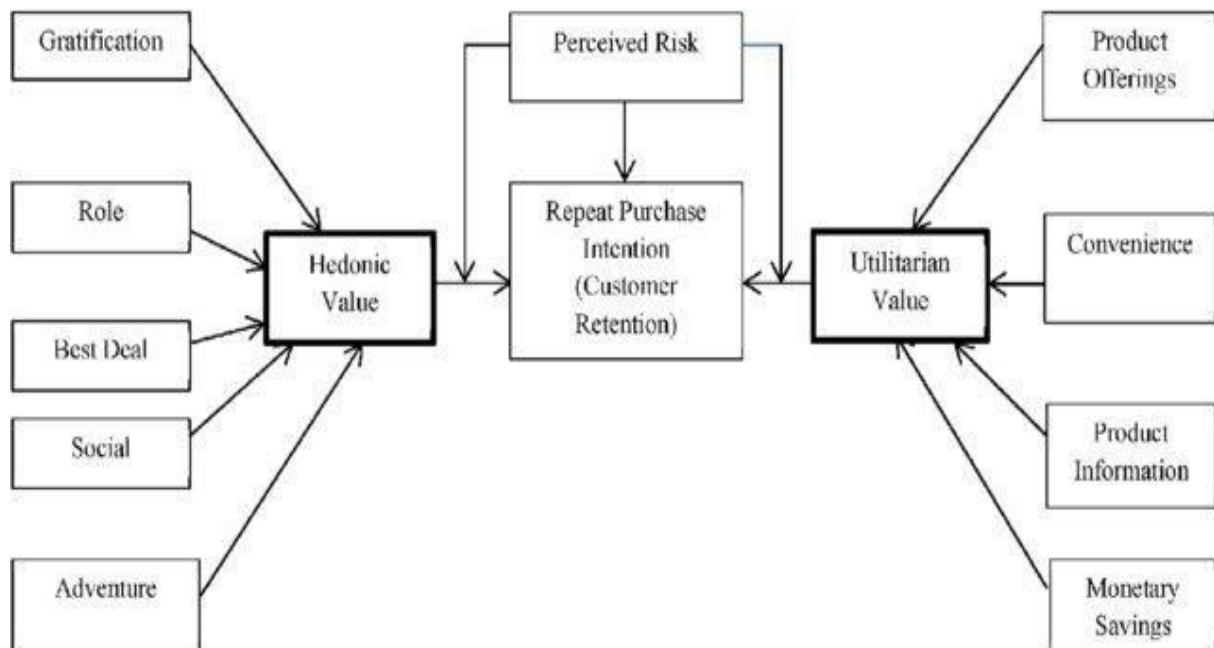 Gratification
Role
Best Deal
Social
Adventure
Hedonic
Value
Perceived Risk
Repeat Purchase
Intention
(Customer
Retention)
Utilitarian
Value
Product
Offerings
Convenience
Product
Information
Monetary
Savings